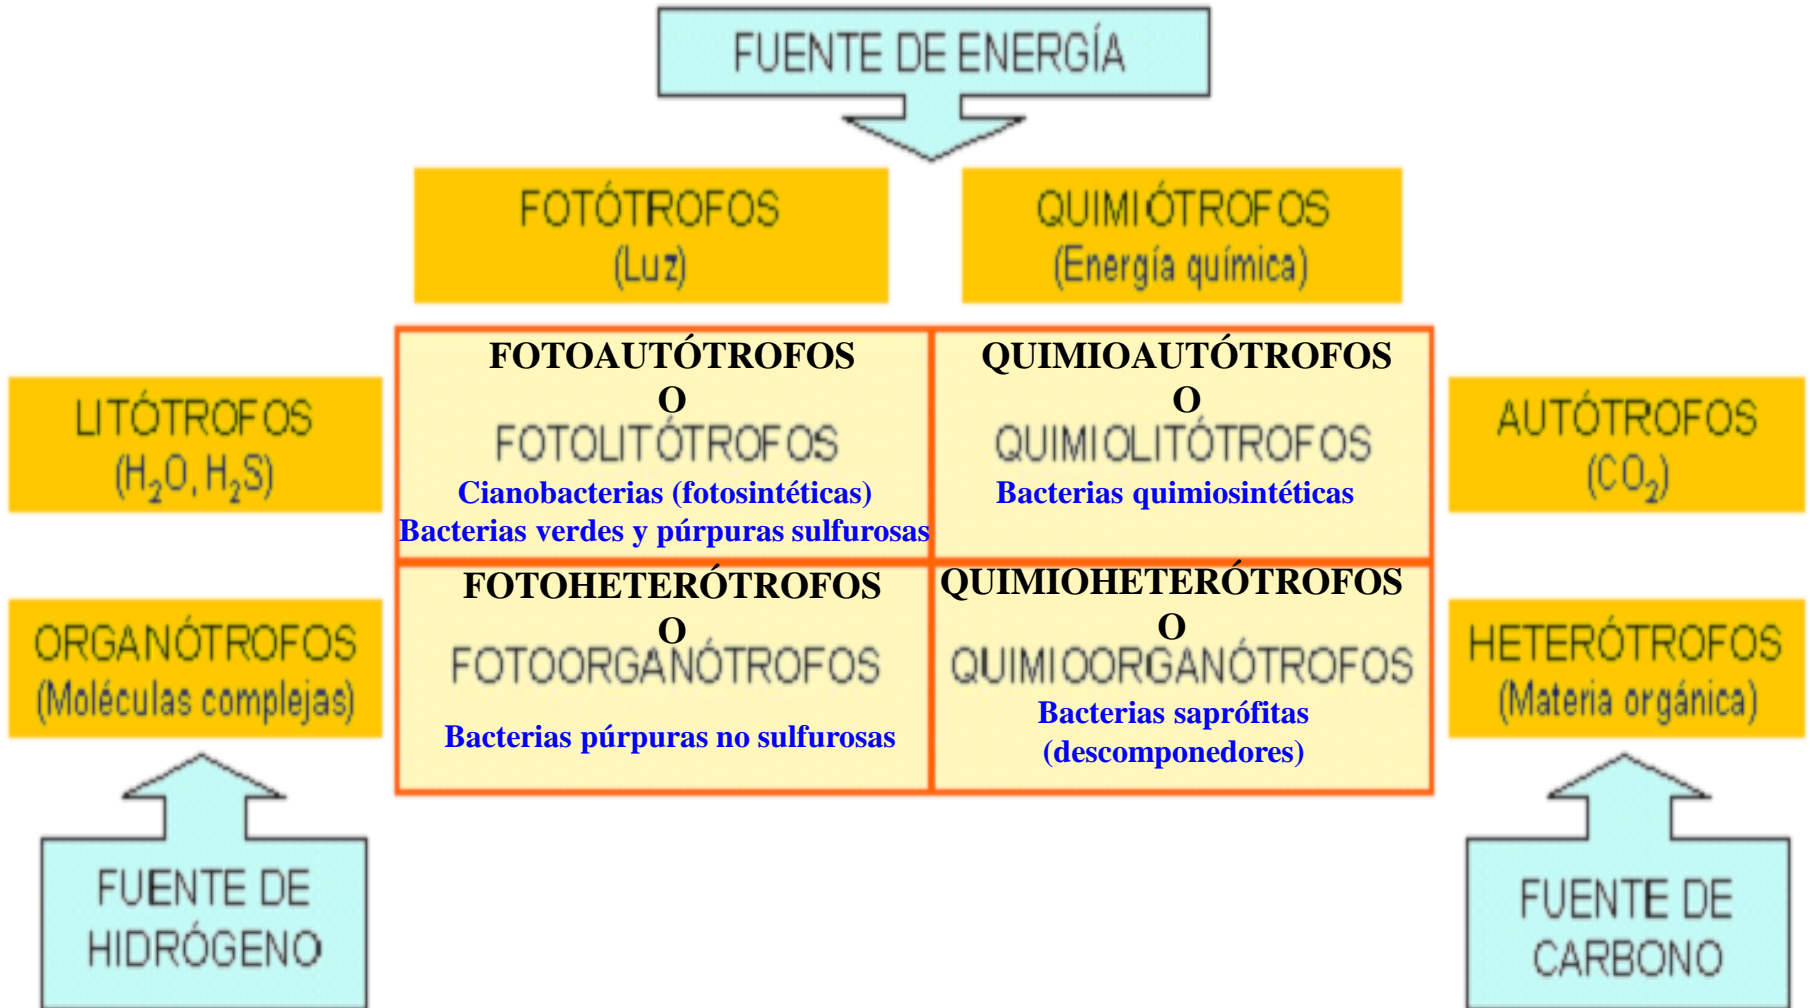 FUENTE DE ENERGÍA
FOTÓTROFOS
(Luz)
QUIMIÓTROFOS
(Energía química)
LITÓTROFOS
(H₂O, H₂S)
FOTOAUTÓTROFOS
O
FOTOLITÓTROFOS
Cianobacterias (fotosintéticas)
Bacterias verdes y púrpuras sulfurosas
QUIMIOAUTÓTROFOS
O
QUIMIOLITÓTROFOS
Bacterias quimiosintéticas
AUTÓTROFOS
(CO₂)
ORGANÓTROFOS
(Moléculas complejas)
FOTOHETERÓTROFOS
O
FOTOORGANÓTROFOS
Bacterias púrpuras no sulfurosas
QUIMIOHETERÓTROFOS
O
QUIMIOORGANÓTROFOS
Bacterias saprófitas
(descomponedores)
HETERÓTROFOS
(Materia orgánica)
FUENTE DE
HIDRÓGENO
FUENTE DE
CARBONO